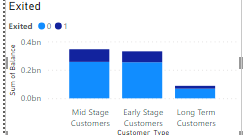 Exited
Exited 0 1
Sum of Balance
0.4bn
0.2bn
0.0bn
Mid Stage Customers
Early Stage Customers
Long Term Customers
Customer_Type